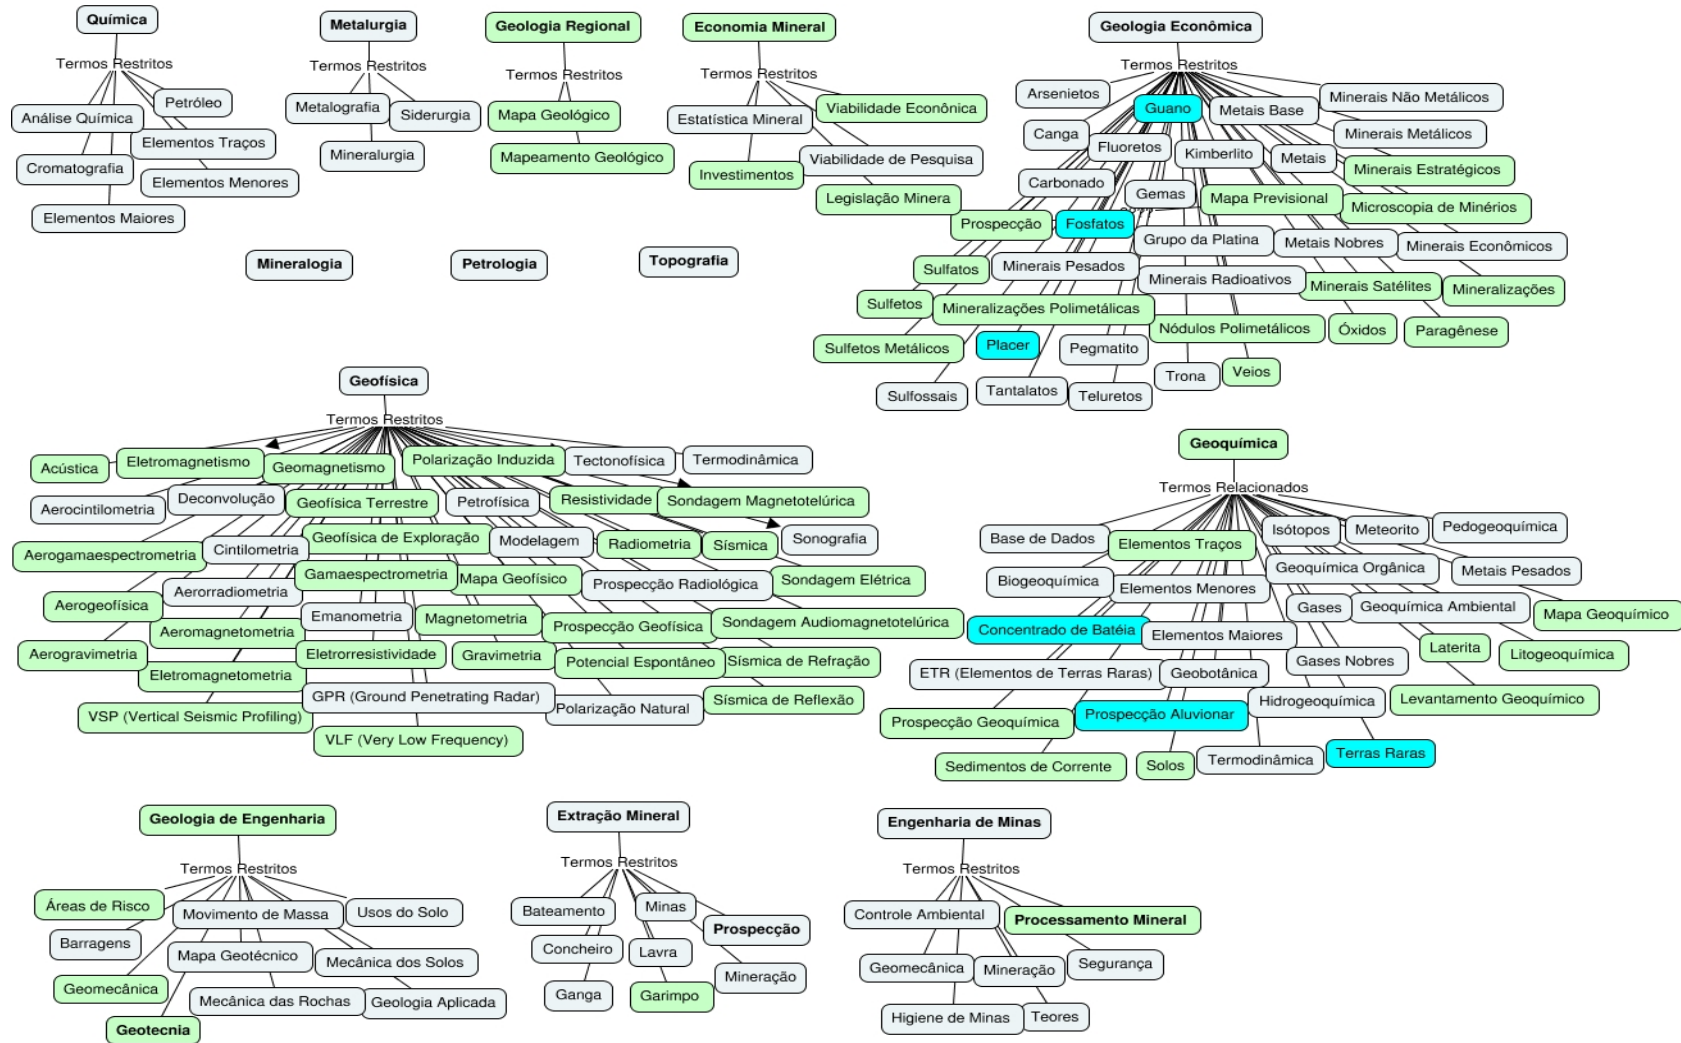 Química
Termos Restritos
Petróleo
Análise Química
Elementos Traços
Cromatografia
Elementos Menores
Elementos Maiores
Metalurgia
Termos Restritos
Metalografia
Siderurgia
Mineralurgia
Geologia Regional
Termos Restritos
Mapa Geológico
Mapeamento Geológico
Economia Mineral
Termos Restritos
Viabilidade Econônica
Estatística Mineral
Viabilidade de Pesquisa
Investimentos
Legislação Minera
Mineralogia
Petrologia
Topografia
Geologia Econômica
Termos Restritos
Arsenietos
Guano
Metais Base
Minerais Não Metálicos
Canga
Fluoretos
Kimberlito
Metais
Minerais Metálicos
Minerais Estratégicos
Carbonado
Gemas
Mapa Previsional
Microscopia de Minérios
Prospecção
Fosfatos
Grupo da Platina
Metais Nobres
Minerais Econômicos
Sulfatos
Minerais Pesados
Minerais Radioativos
Minerais Satélites
Mineralizações
Sulfetos
Mineralizações Polimetálicas
Nódulos Polimetálicos
Óxidos
Paragênese
Sulfetos Metálicos
Placer
Pegmatito
Trona
Veios
Sulfossais
Tantalatos
Teluretos
Geofísica
Termos Restritos
Acústica
Eletromagnetismo
Geomagnetismo
Polarização Induzida
Tectonofísica
Termodinâmica
Aerocintilometria
Deconvolução
Geofísica Terrestre
Petrofísica
Resistividade
Sondagem Magnetotelúrica
Aerogamaespectrometria
Cintilometria
Geofísica de Exploração
Modelagem
Radiometria
Sísmica
Sonografia
Aerogeofísica
Aerorradiometria
Gamaespectrometria
Mapa Geofísico
Prospecção Radiológica
Sondagem Elétrica
Aerogravimetria
Aeromagnetometria
Emanometria
Magnetometria
Prospecção Geofísica
Sondagem Audiomagnetotelúrica
Eletromagnetometria
Eletrorresistividade
Gravimetria
Potencial Espontâneo
Sísmica de Refração
VSP (Vertical Seismic Profiling)
GPR (Ground Penetrating Radar)
Polarização Natural
Sísmica de Reflexão
VLF (Very Low Frequency)
Geoquímica
Termos Relacionados
Base de Dados
Elementos Traços
Isótopos
Meteorito
Pedogeoquímica
Biogeoquímica
Elementos Menores
Geoquímica Orgânica
Metais Pesados
Concentrado de Batéia
Elementos Maiores
Gases
Geoquímica Ambiental
Mapa Geoquímico
ETR (Elementos de Terras Raras)
Geobotânica
Gases Nobres
Laterita
Litogeoquímica
Prospecção Geoquímica
Prospecção Aluvionar
Hidrogeoquímica
Levantamento Geoquímico
Sedimentos de Corrente
Solos
Termodinâmica
Terras Raras
Geologia de Engenharia
Termos Restritos
Áreas de Risco
Movimento de Massa
Usos do Solo
Barragens
Mapa Geotécnico
Mecânica dos Solos
Geomecânica
Mecânica das Rochas
Geologia Aplicada
Geotecnia
Extração Mineral
Termos Restritos
Bateamento
Minas
Prospecção
Concheiro
Lavra
Mineração
Ganga
Garimpo
Engenharia de Minas
Termos Restritos
Controle Ambiental
Processamento Mineral
Geomecânica
Mineração
Segurança
Higiene de Minas
Teores